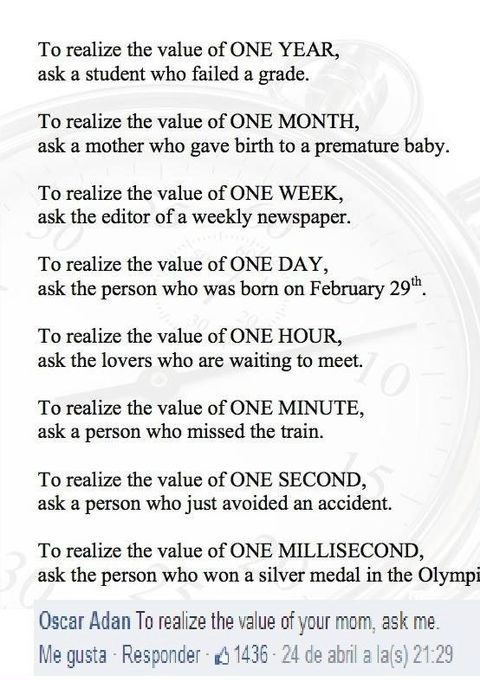 To realize the value of ONE YEAR,
ask a student who failed a grade.
To realize the value of ONE MONTH,
ask a mother who gave birth to a premature baby.
To realize the value of ONE WEEK,
ask the editor of a weekly newspaper.
To realize the value of ONE DAY,
ask the person who was born on February 29th.
To realize the value of ONE HOUR,
ask the lovers who are waiting to meet.
To realize the value of ONE MINUTE,
ask a person who missed the train.
To realize the value of ONE SECOND,
ask a person who just avoided an accident.
To realize the value of ONE MILLISECOND,
ask the person who won a silver medal in the Olympi
Oscar Adan To realize the value of your mom, ask me.
Me gusta · Responder · 1436 · 24 de abril a la(s) 21:29